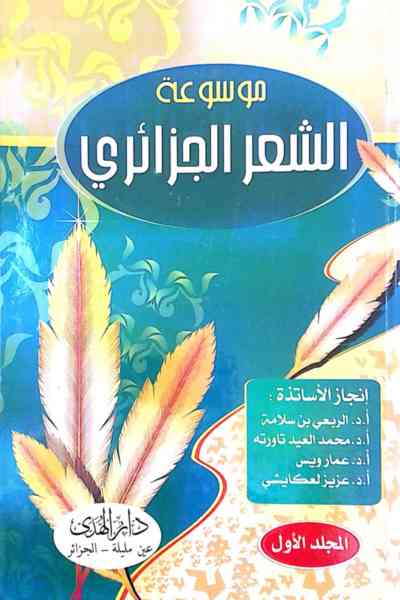 موسوعة
الشعر الجزائري
إنجاز الأساتذة :
أ.د. الربعي بن سلامة
أ.د. محمد العيد تاورته
أ.د. عمار ويس
أ.د. عزيز لعكايشي
دار الهدى
عين مليلة - الجزائر
المجلد الأول